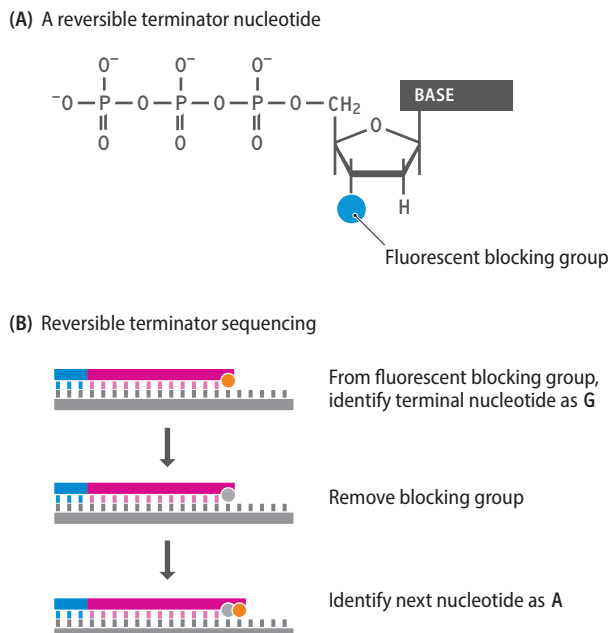 (A) A reversible terminator nucleotide
O⁻ O⁻ O⁻
⁻O — P — O — P — O — P — O — CH₂
BASE
O
O O O
H
Fluorescent blocking group
(B) Reversible terminator sequencing
From fluorescent blocking group,
identify terminal nucleotide as G
Remove blocking group
Identify next nucleotide as A